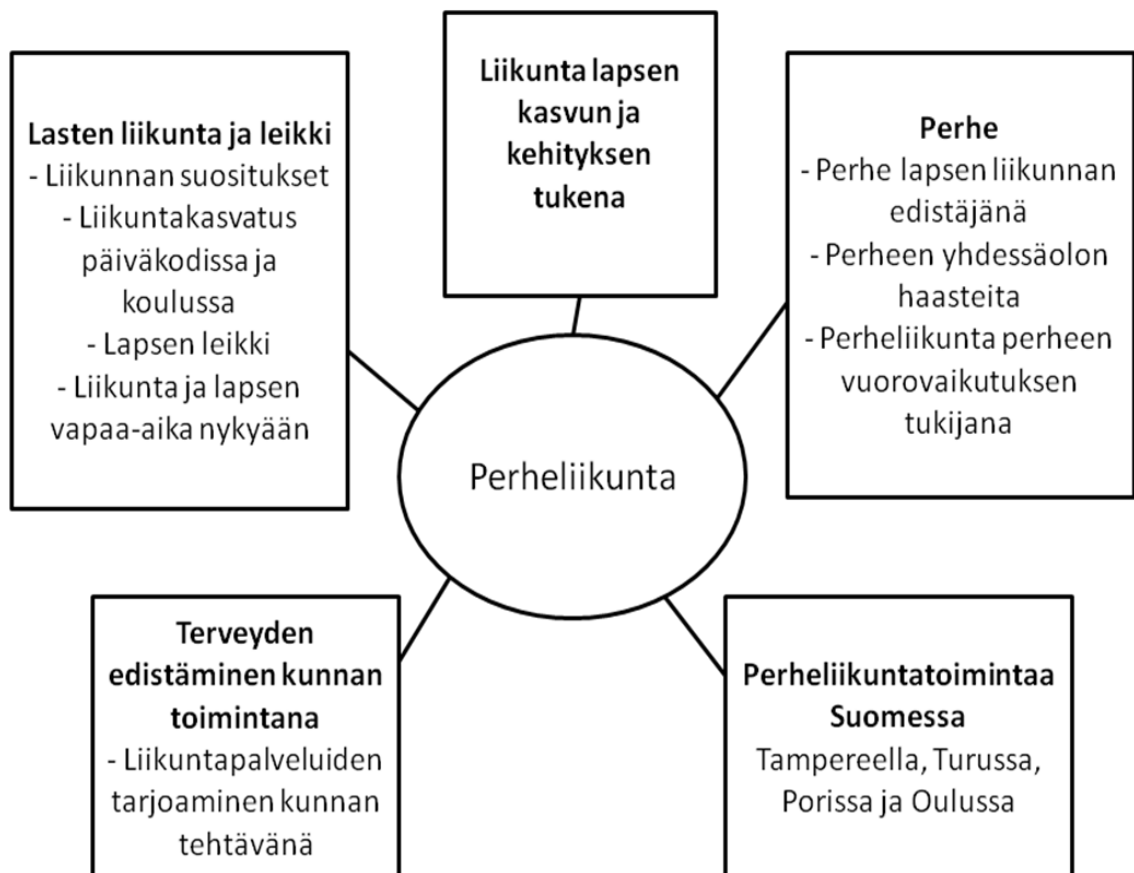 Lasten liikunta ja leikki
- Liikunnan suositukset
- Liikuntakasvatus
päiväkodissa ja
koulussa
- Lapsen leikki
- Liikunta ja lapsen
vapaa-aika nykyään
Liikunta lapsen
kasvun ja
kehityksen
tukena
Perhe
- Perhe lapsen liikunnan
edistäjänä
- Perheen yhdessäolon
haasteita
- Perheliikunta perheen
vuorovaikutuksen
tukijana
Perheliikunta
Terveyden
edistäminen kunnan
toimintana
- Liikuntapalveluiden
tarjoaminen kunnan
tehtävänä
Perheliikuntatoimintaa
Suomessa
Tampereella, Turussa,
Porissa ja Oulussa